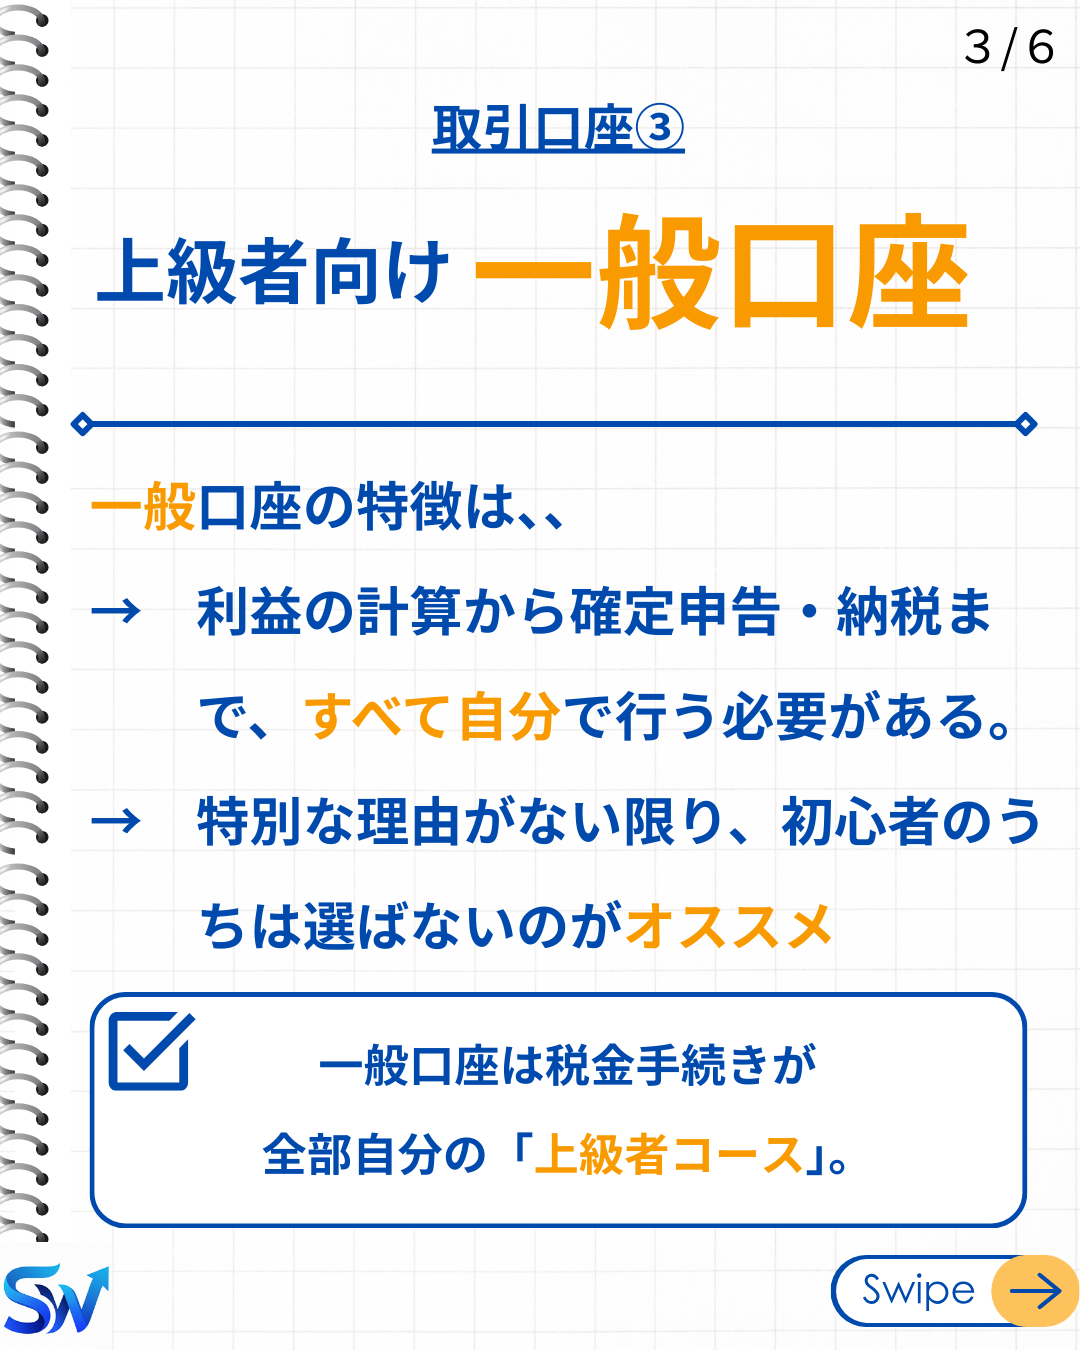 3/6
取引口座③
上級者向け 一般口座
一般口座の特徴は、、
→ 利益の計算から確定申告・納税ま
で、すべて自分で行う必要がある。
→ 特別な理由がない限り、初心者のう
ちは選ばないのがオススメ
一般口座は税金手続きが
全部自分の「上級者コース」。
SW
Swipe